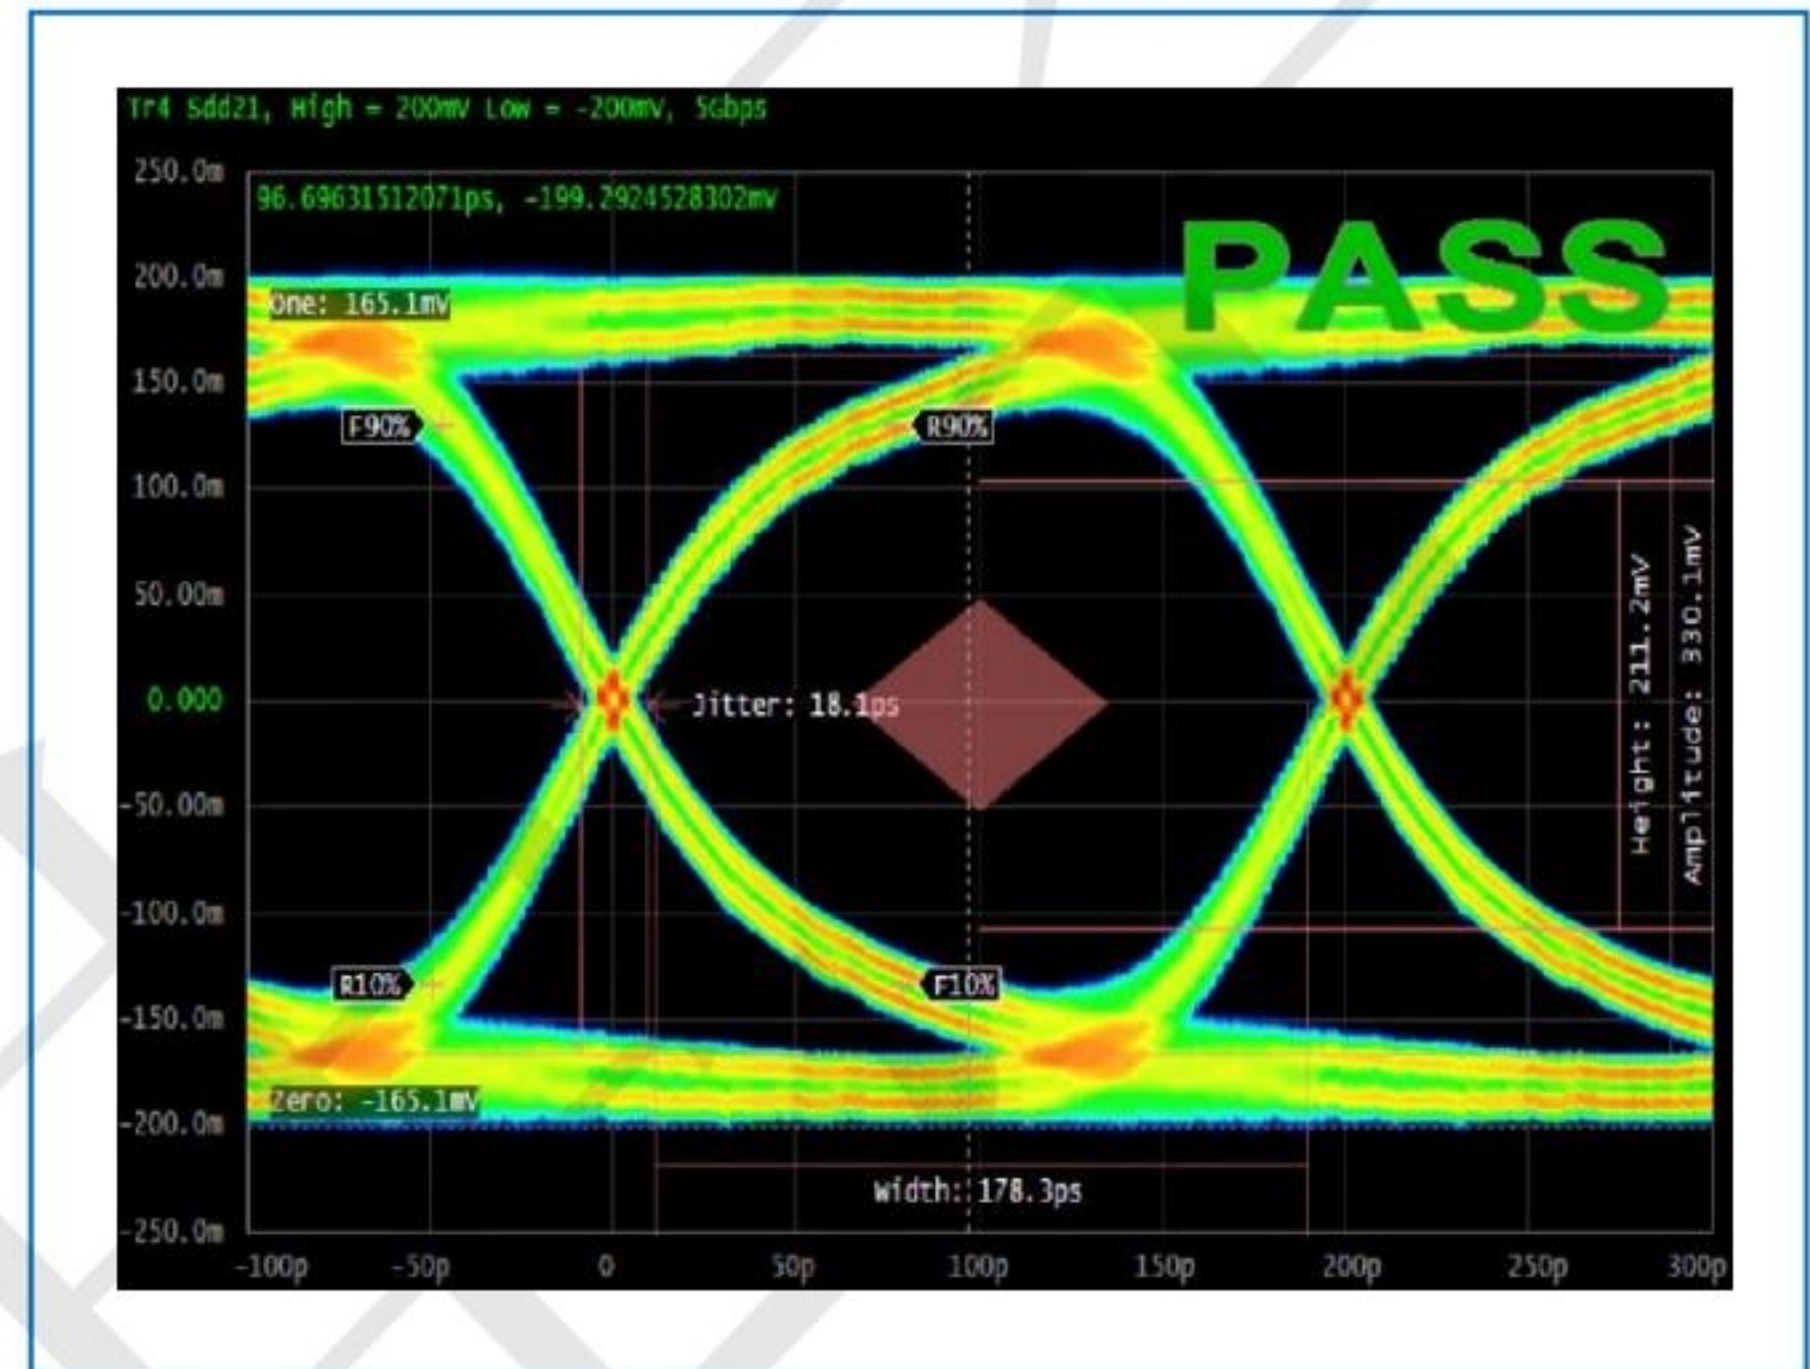 Tr4 Sdd21, High = 200mV Low = -200mV, 5Gbps
250.0m
96.69631512071ps, -199.2924528302mV
PASS
200.0m
One: 165.1mV
150.0m
F90%
R90%
100.0m
50.00m
0.000
Jitter: 18.1ps
Height: 211.2mV
Amplitude: 330.1mV
-50.00m
-100.0m
R10%
F10%
-150.0m
Zero: -165.1mV
-200.0m
Width: 178.3ps
-250.0m
-100p -50p 0 50p 100p 150p 200p 250p 300p